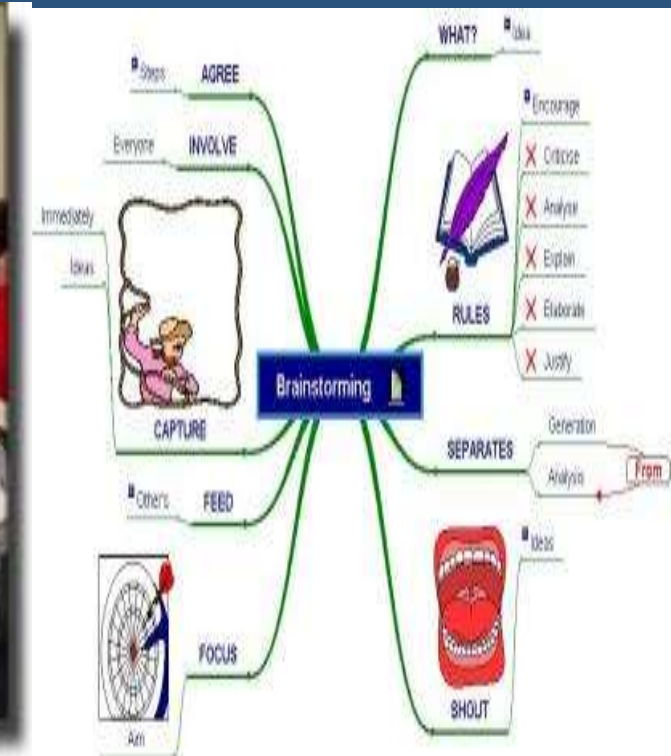 Brainstorming
WHAT?
Idea
RULES
Encourage
Criticise
Analyse
Explain
Elaborate
Justify
SEPARATES
Generation
Analysis
From
SHOUT
Ideas
AGREE
Steps
INVOLVE
Everyone
CAPTURE
Immediately
Ideas
FEED
Other's
FOCUS
Aim